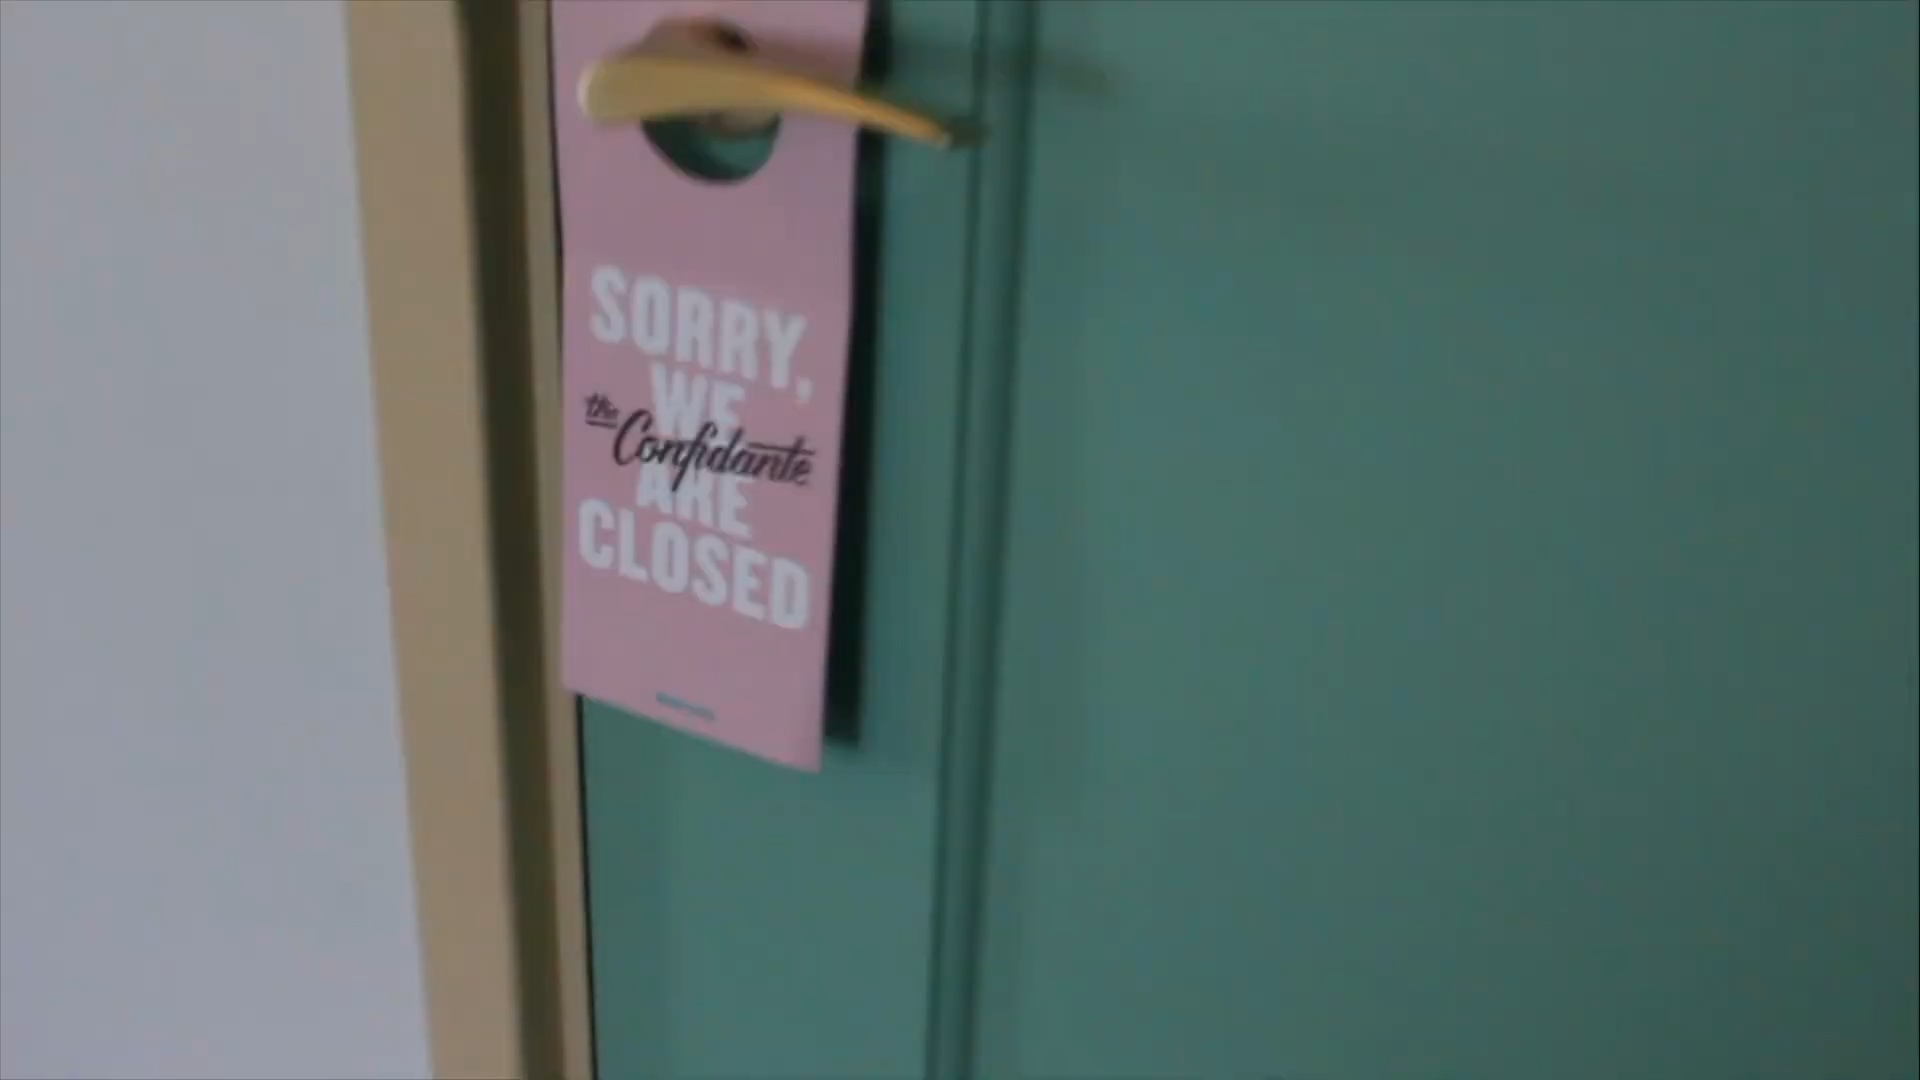 SORRY,
WE
the Confidante
ARE
CLOSED